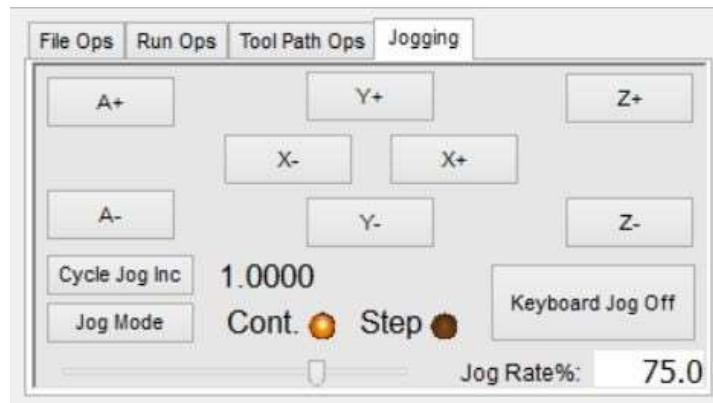 File Ops Run Ops Tool Path Ops Jogging
A+ Y+ Z+
X- X+
A- Y- Z-
Cycle Jog Inc 1.0000
Keyboard Jog Off
Jog Mode Cont. Step
Jog Rate%: 75.0